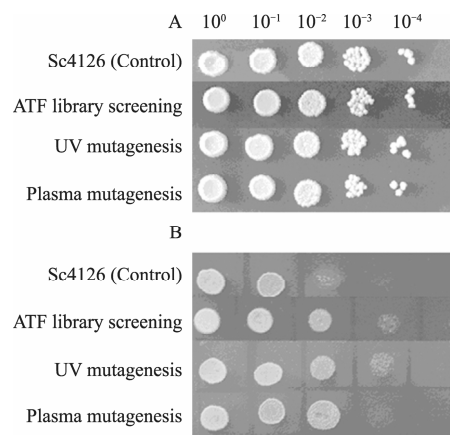 A 10⁰ 10⁻¹ 10⁻² 10⁻³ 10⁻⁴
Sc4126 (Control)
ATF library screening
UV mutagenesis
Plasma mutagenesis
B
Sc4126 (Control)
ATF library screening
UV mutagenesis
Plasma mutagenesis